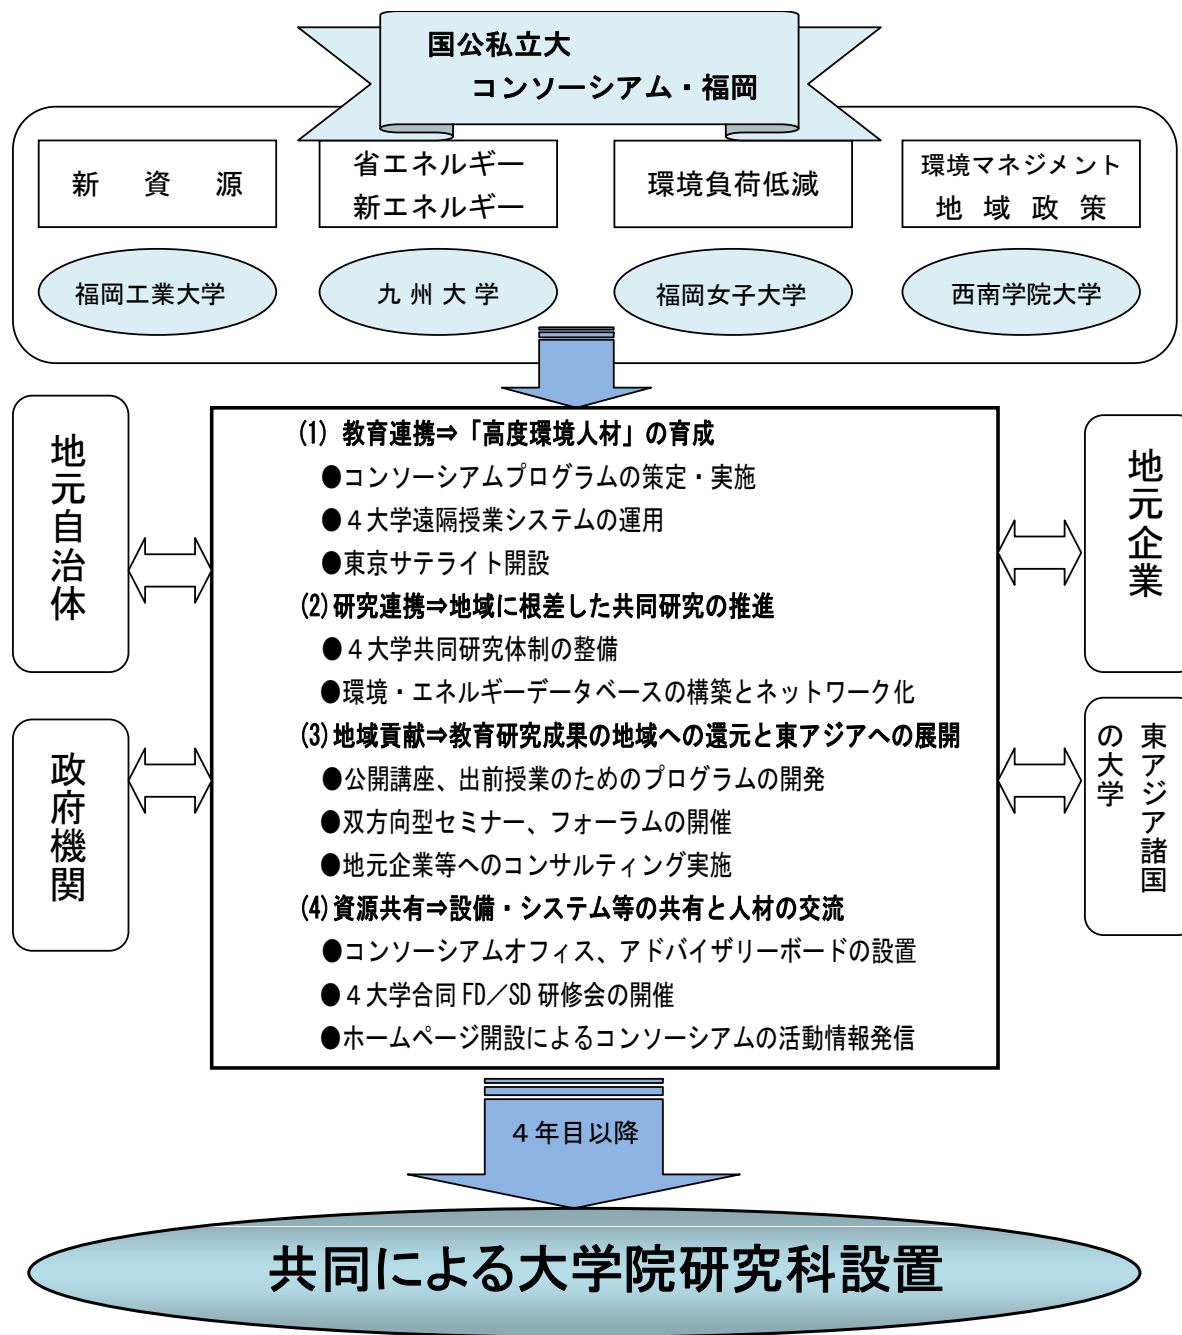 国公私立大
コンソーシアム・福岡
新 資 源
省エネルギー
新エネルギー
環境負荷低減
環境マネジメント
地 域 政 策
福岡工業大学
九 州 大 学
福岡女子大学
西南学院大学
地元自治体
政府機関
(1) 教育連携⇒「高度環境人材」の育成
●コンソーシアムプログラムの策定・実施
●４大学遠隔授業システムの運用
●東京サテライト開設
(2)研究連携⇒地域に根差した共同研究の推進
●４大学共同研究体制の整備
●環境・エネルギーデータベースの構築とネットワーク化
(3)地域貢献⇒教育研究成果の地域への還元と東アジアへの展開
●公開講座、出前授業のためのプログラムの開発
●双方向型セミナー、フォーラムの開催
●地元企業等へのコンサルティング実施
(4)資源共有⇒設備・システム等の共有と人材の交流
●コンソーシアムオフィス、アドバイザリーボードの設置
●４大学合同 FD／SD 研修会の開催
●ホームページ開設によるコンソーシアムの活動情報発信
地元企業
東アジア諸国
の大学
４年目以降
共同による大学院研究科設置